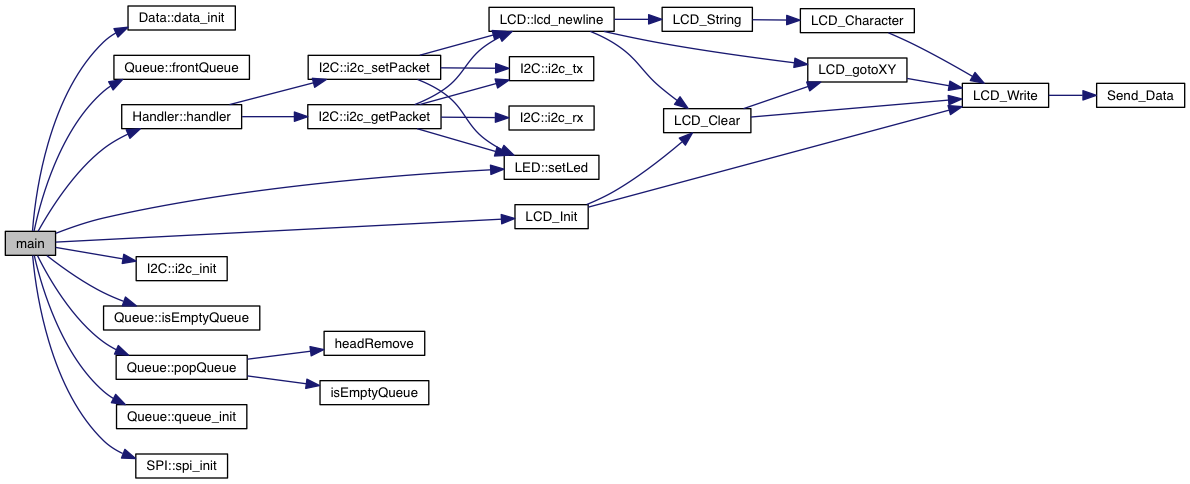 Data::data_init
LCD::lcd_newline
LCD_String
LCD_Character
Queue::frontQueue
I2C::i2c_setPacket
I2C::i2c_tx
LCD_gotoXY
LCD_Write
Send_Data
Handler::handler
I2C::i2c_getPacket
I2C::i2c_rx
LCD_Clear
LED::setLed
LCD_Init
main
I2C::i2c_init
Queue::isEmptyQueue
headRemove
Queue::popQueue
isEmptyQueue
Queue::queue_init
SPI::spi_init